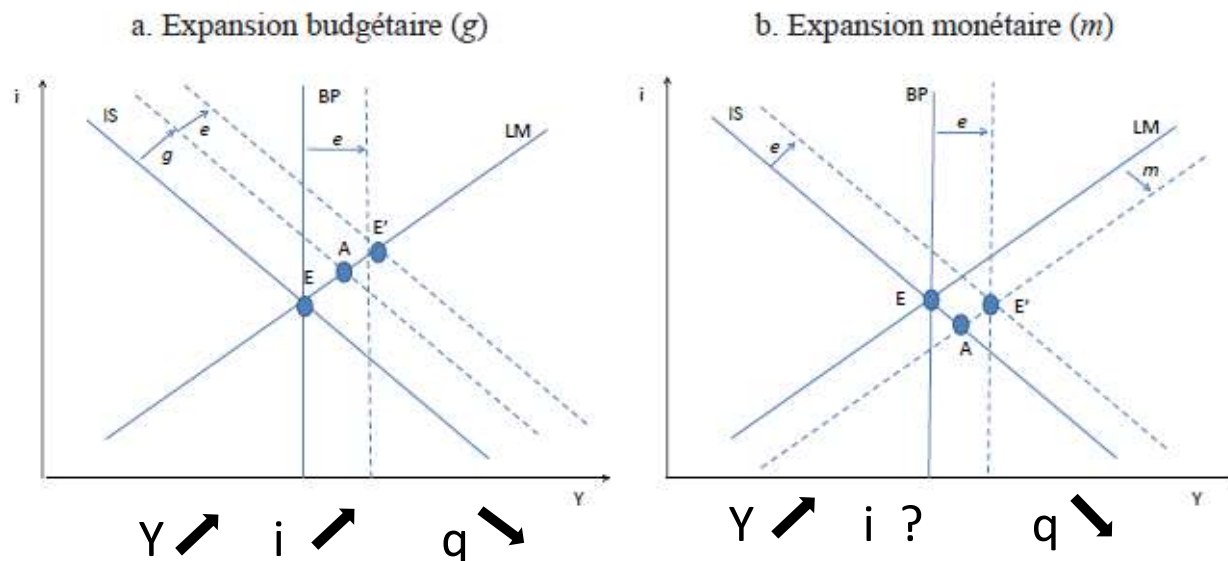 a. Expansion budgétaire (g)
b. Expansion monétaire (m)
i
IS
BP
LM
e
g
e
E
A
E'
Y
i
IS
BP
LM
e
e
m
E
A
E'
Y
Y i q
Y i ? q